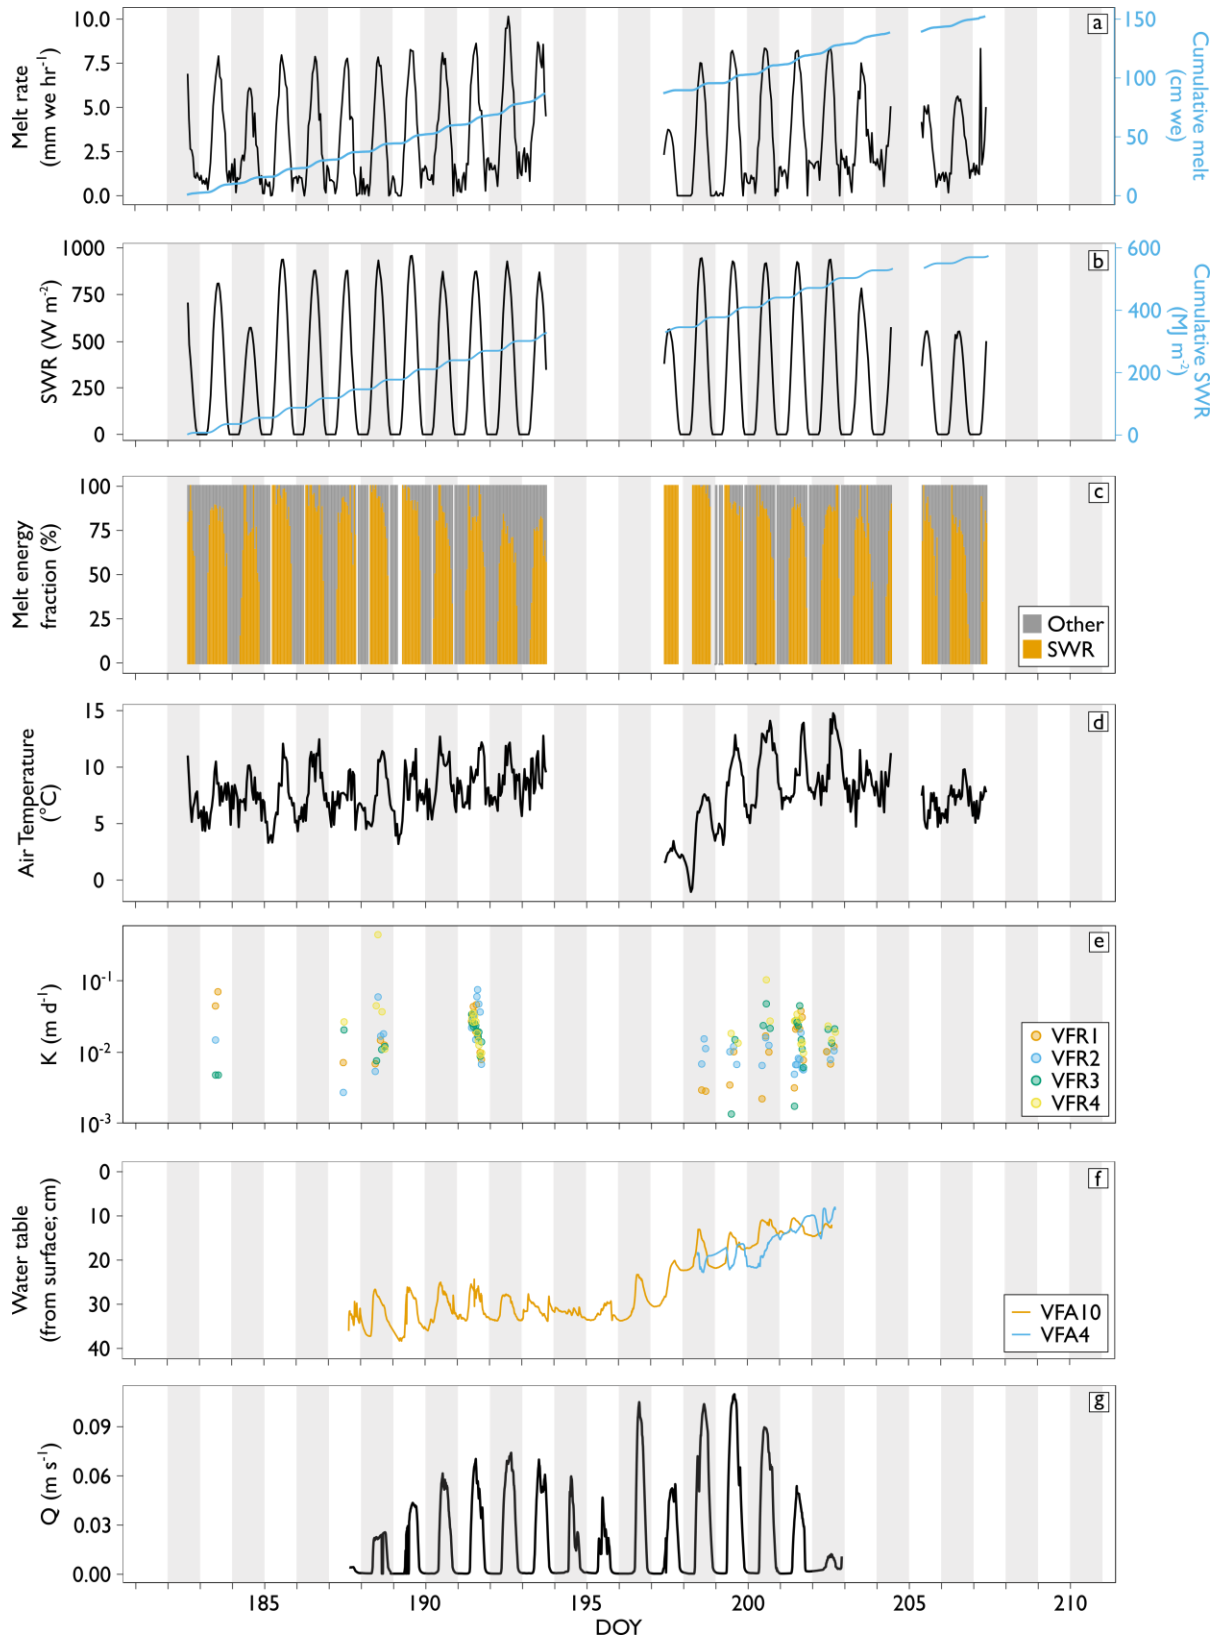 a
10.0
7.5
5.0
2.5
0.0
Melt rate
(mm we hr⁻¹)
150
100
50
0
Cumulative melt
(cm we)
b
1000
750
500
250
0
SWR (W m⁻²)
600
400
200
0
Cumulative SWR
(MJ m⁻²)
c
100
75
50
25
0
Melt energy
fraction (%)
Other
SWR
d
15
10
5
0
Air Temperature
(°C)
e
10⁻¹
10⁻²
10⁻³
K (m d⁻¹)
VFR1
VFR2
VFR3
VFR4
f
0
10
20
30
40
Water table
(from surface; cm)
VFA10
VFA4
g
0.09
0.06
0.03
0.00
Q (m s⁻¹)
185 190 195 200 205 210
DOY